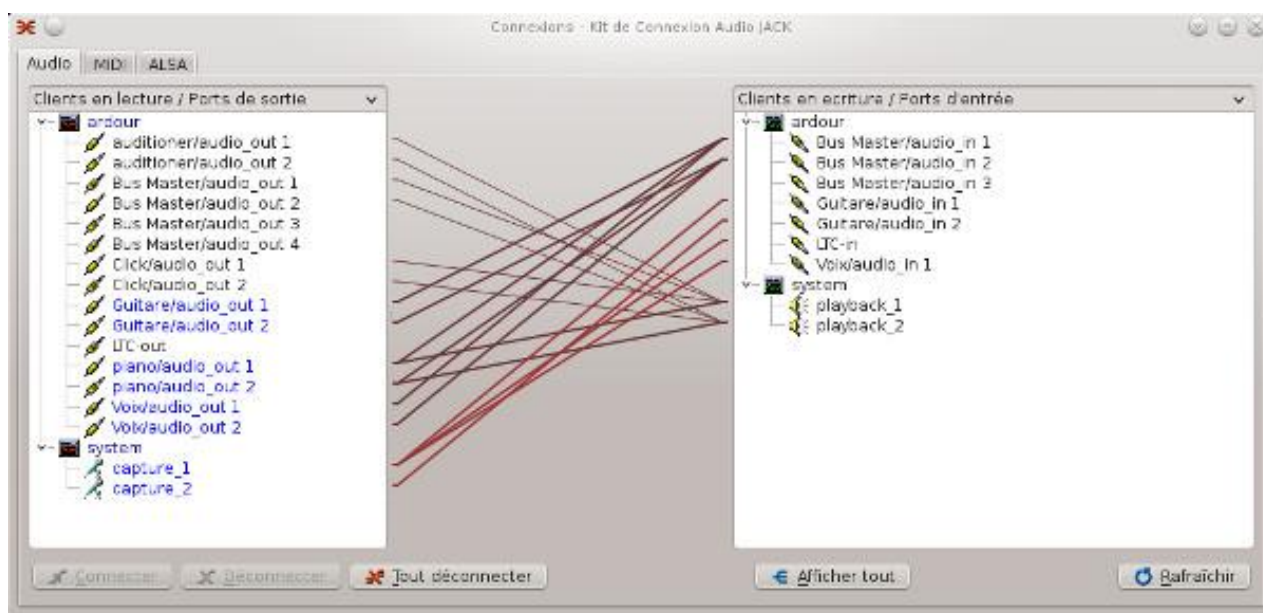 Connexions - Kit de Connexion Audio JACK
Audio MIDI ALSA
Clients en lecture / Ports de sortie
ardour
auditioner/audio_out 1
auditioner/audio_out 2
Bus Master/audio_out 1
Bus Master/audio_out 2
Bus Master/audio_out 3
Bus Master/audio_out 4
Click/audio_out 1
Click/audio_out 2
Guitare/audio_out 1
Guitare/audio_out 2
LTC-out
piano/audio_out 1
piano/audio_out 2
Voix/audio_out 1
Voix/audio_out 2
system
capture_1
capture_2
Clients en ecriture / Ports d'entrée
ardour
Bus Master/audio_in 1
Bus Master/audio_in 2
Bus Master/audio_in 3
Guitare/audio_in 1
Guitare/audio_in 2
LTC-in
Voix/audio_in 1
system
playback_1
playback_2
Connecter Déconnecter Tout déconnecter Afficher tout Rafraîchir